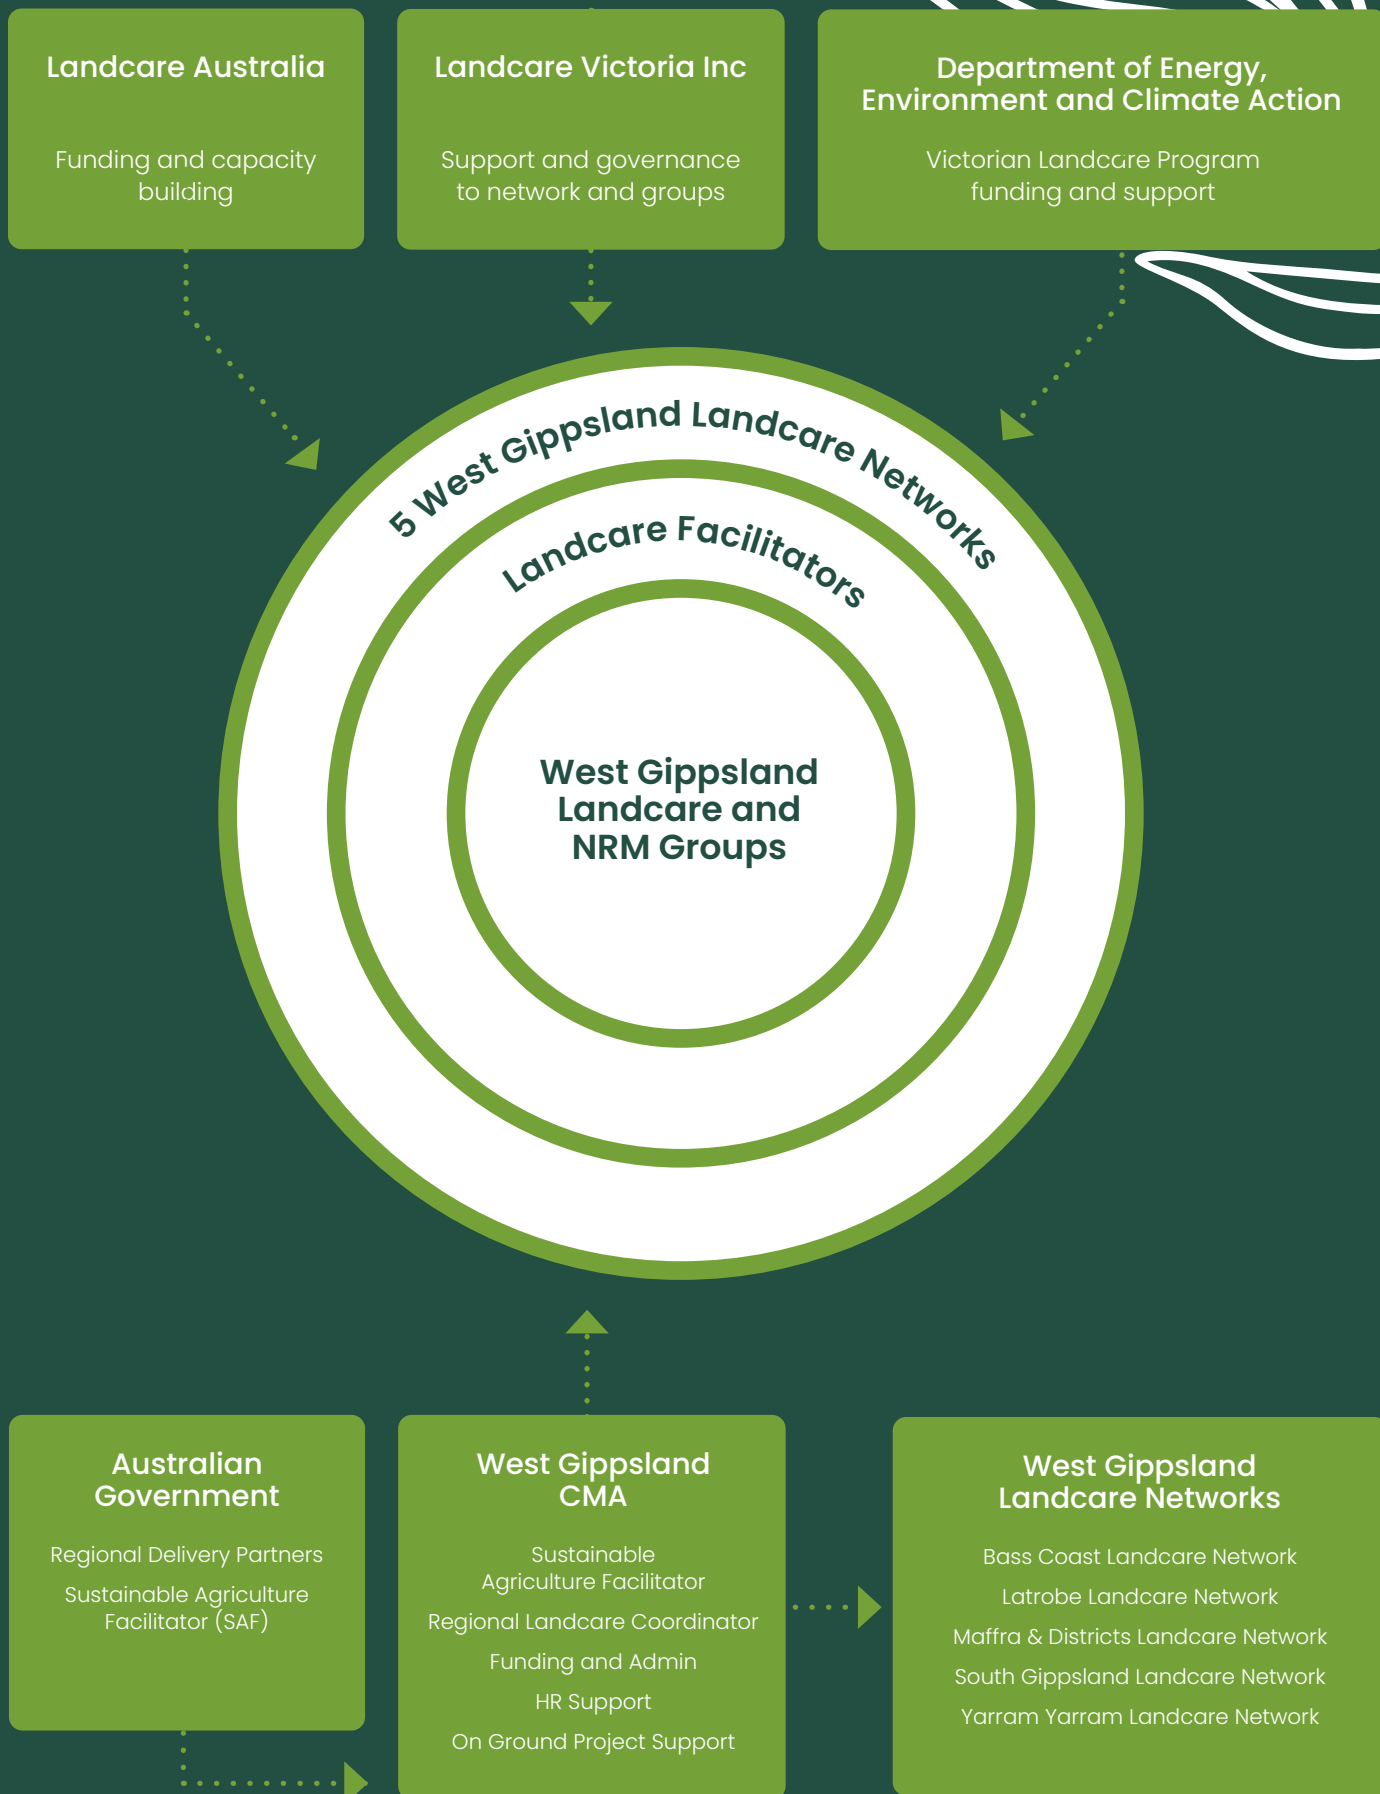 Landcare Australia
Funding and capacity
building
Landcare Victoria Inc
Support and governance
to network and groups
Department of Energy,
Environment and Climate Action
Victorian Landcare Program
funding and support
5 West Gippsland Landcare Networks
Landcare Facilitators
West Gippsland
Landcare and
NRM Groups
Australian
Government
Regional Delivery Partners
Sustainable Agriculture
Facilitator (SAF)
West Gippsland
CMA
Sustainable
Agriculture Facilitator
Regional Landcare Coordinator
Funding and Admin
HR Support
On Ground Project Support
West Gippsland
Landcare Networks
Bass Coast Landcare Network
Latrobe Landcare Network
Maffra & Districts Landcare Network
South Gippsland Landcare Network
Yarram Yarram Landcare Network